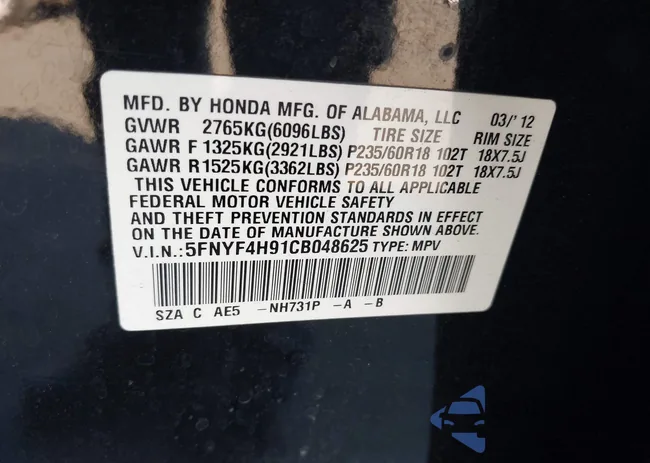 MFD. BY HONDA MFG. OF ALABAMA, LLC 03/'12
GVWR 2765KG(6096LBS) TIRE SIZE RIM SIZE
GAWR F 1325KG(2921LBS) P235/60R18 102T 18X7.5J
GAWR R 1525KG(3362LBS) P235/60R18 102T 18X7.5J
THIS VEHICLE CONFORMS TO ALL APPLICABLE
FEDERAL MOTOR VEHICLE SAFETY
AND THEFT PREVENTION STANDARDS IN EFFECT
ON THE DATE OF MANUFACTURE SHOWN ABOVE.
V.I.N.:5FNYF4H91CB048625 TYPE: MPV
SZA C AE5 -NH731P -A -B